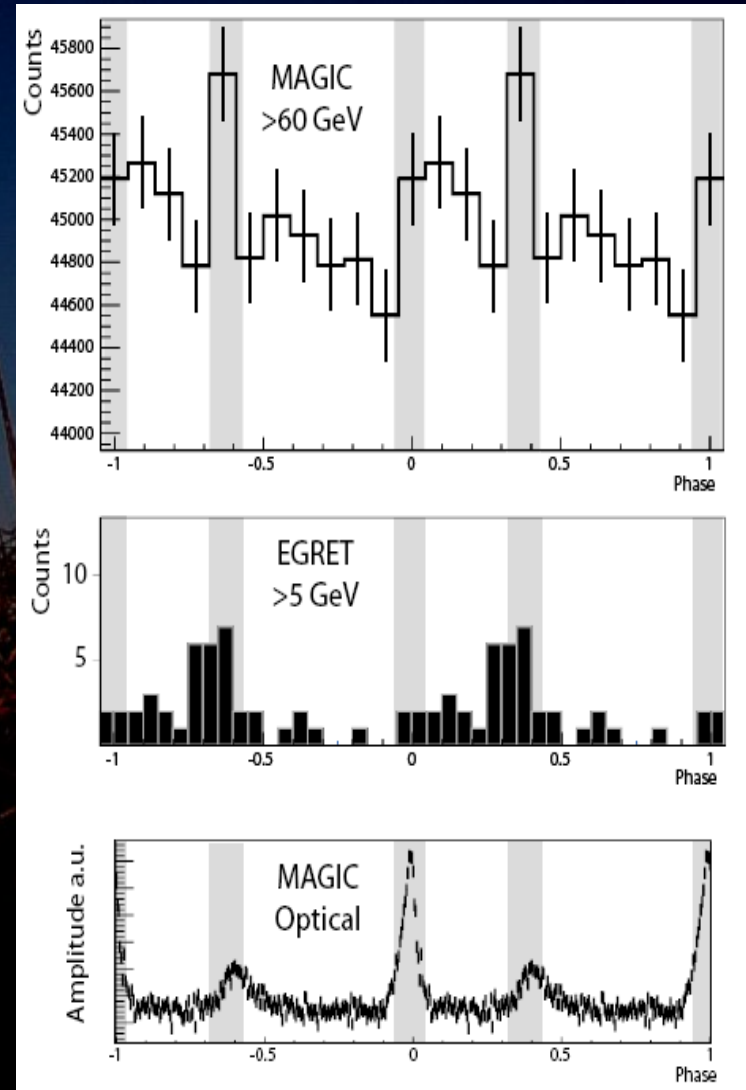 Counts
45800
45600
45400
45200
45000
44800
44600
44400
44200
44000
MAGIC
>60 GeV
-1 -0.5 0 0.5 1
Phase
Counts
10
5
EGRET
>5 GeV
-1 -0.5 0 0.5 1
Phase
Amplitude a.u.
MAGIC
Optical
-1 -0.5 0 0.5 1
Phase